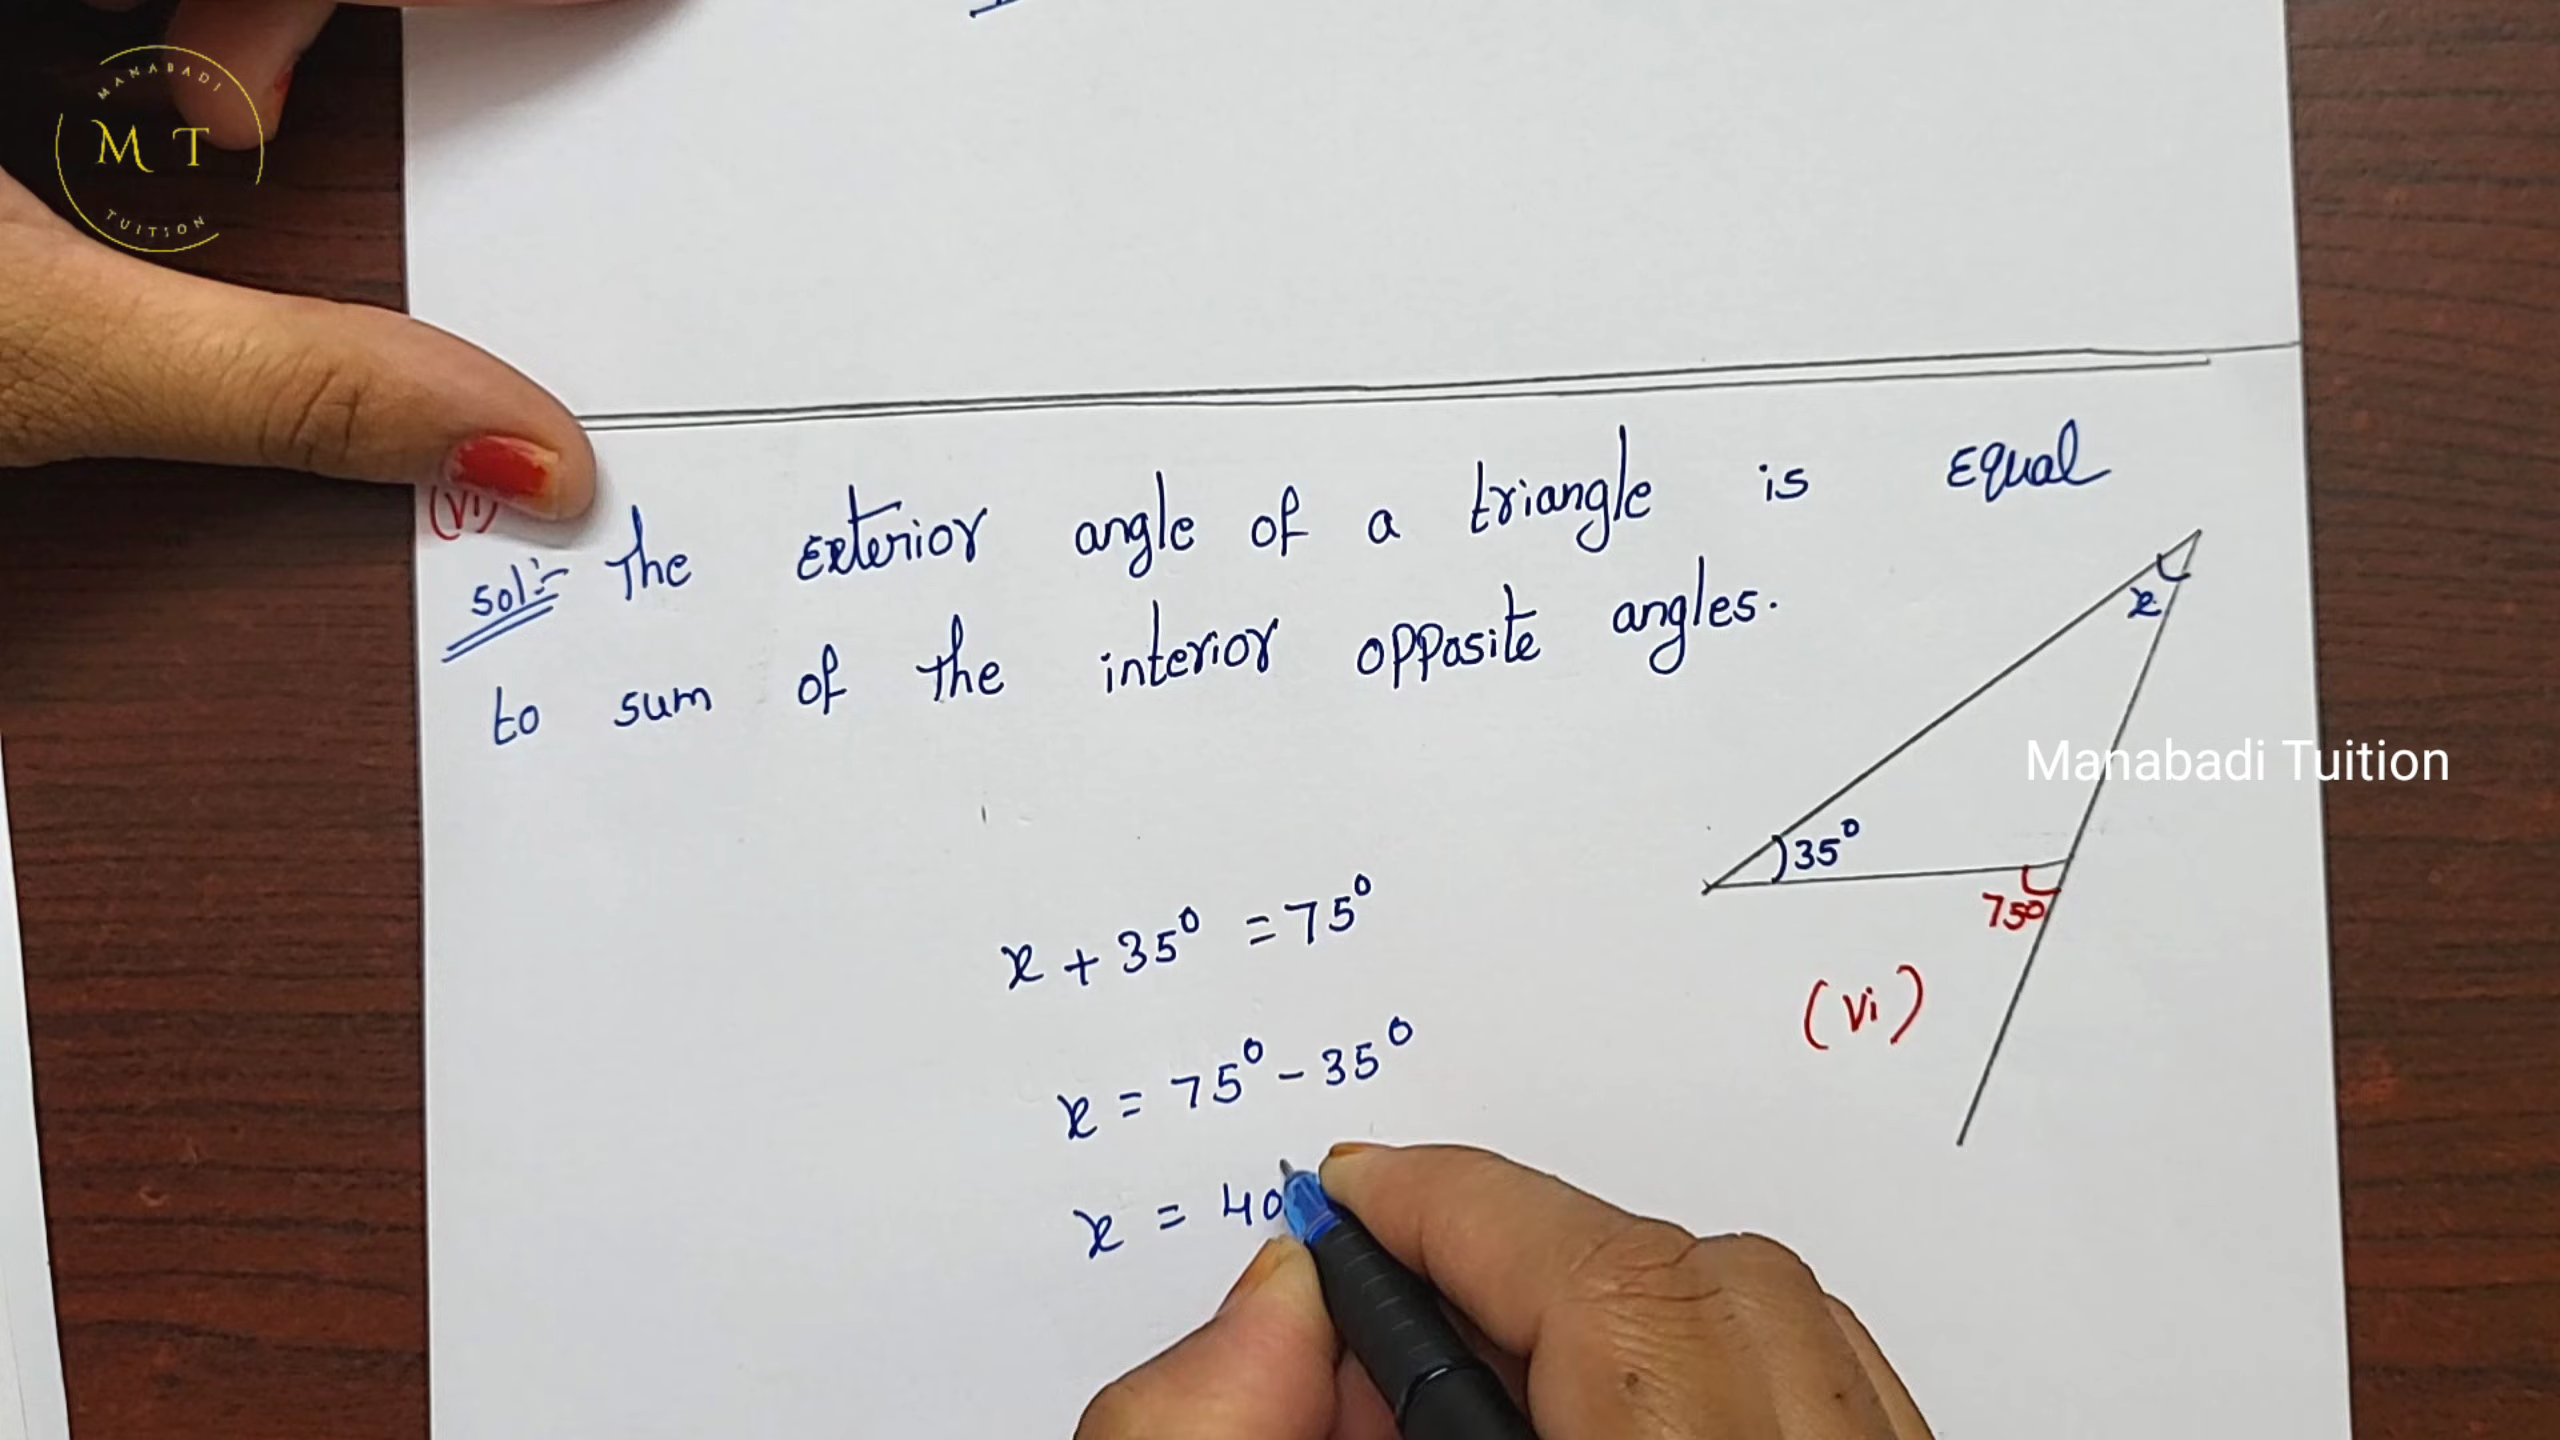 MANABADI
M T
TUITION
(vi)
Sol:- The Exterior angle of a triangle is Equal
to sum of the interior opposite angles.
x
Manabadi Tuition
35°
75°
(vi)
x + 35° = 75°
x = 75° - 35°
x = 40